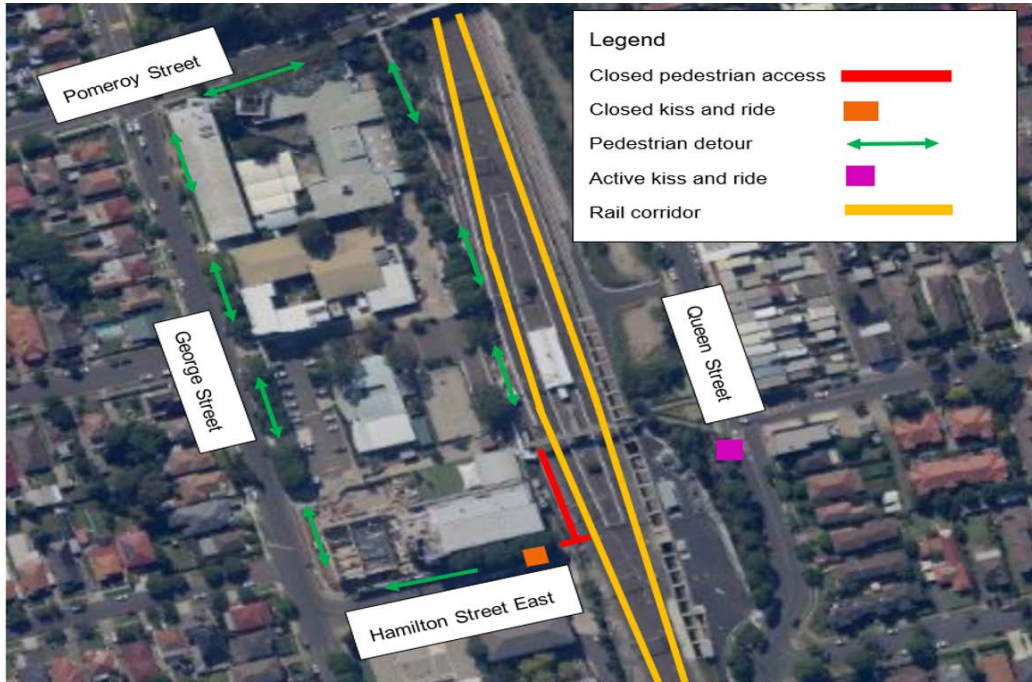 Pomeroy Street
Legend
Closed pedestrian access
Closed kiss and ride
Pedestrian detour
Active kiss and ride
Rail corridor
George Street
Queen Street
Hamilton Street East